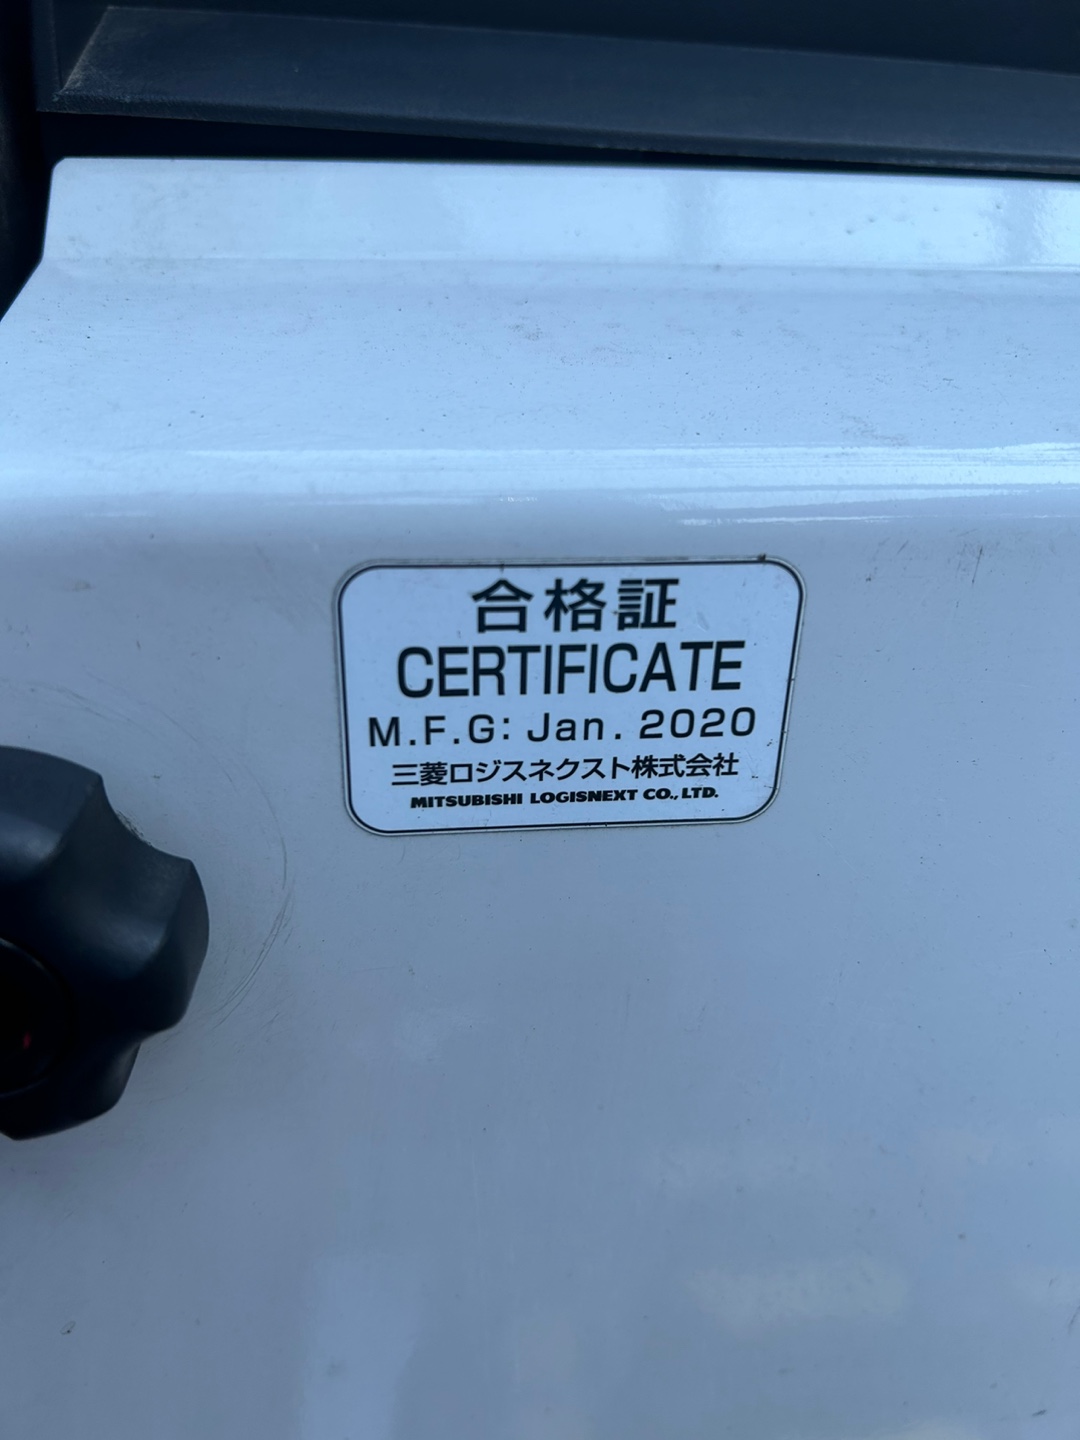 合格証
CERTIFICATE
M.F.G: Jan. 2020
三菱ロジスネクスト株式会社
MITSUBISHI LOGISNEXT CO., LTD.